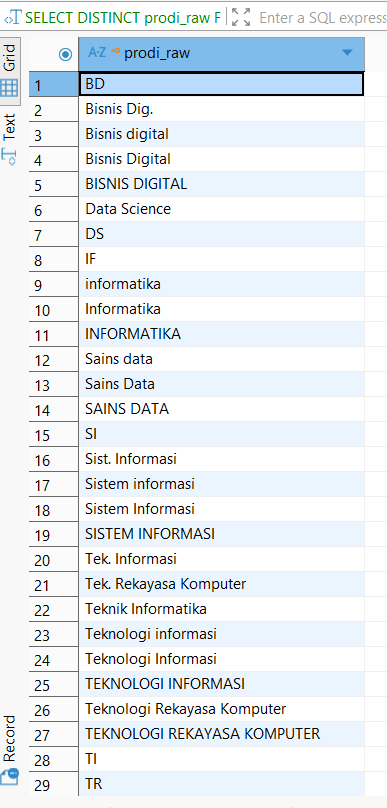 SELECT DISTINCT prodi_raw F Enter a SQL express
Grid
Text
Record
A-Z prodi_raw
1 BD
2 Bisnis Dig.
3 Bisnis digital
4 Bisnis Digital
5 BISNIS DIGITAL
6 Data Science
7 DS
8 IF
9 informatika
10 Informatika
11 INFORMATIKA
12 Sains data
13 Sains Data
14 SAINS DATA
15 SI
16 Sist. Informasi
17 Sistem informasi
18 Sistem Informasi
19 SISTEM INFORMASI
20 Tek. Informasi
21 Tek. Rekayasa Komputer
22 Teknik Informatika
23 Teknologi informasi
24 Teknologi Informasi
25 TEKNOLOGI INFORMASI
26 Teknologi Rekayasa Komputer
27 TEKNOLOGI REKAYASA KOMPUTER
28 TI
29 TR